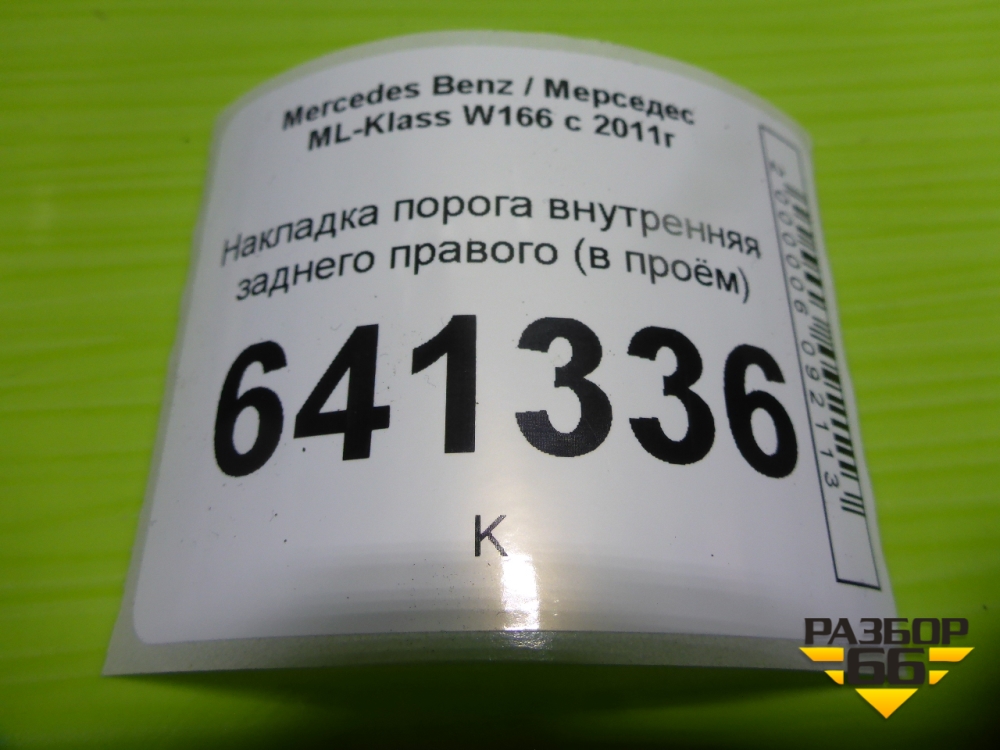 Mercedes Benz / Мерседес
ML-Klass W166 с 2011г
Накладка порога внутренняя
заднего правого (в проём)
641336
К
2000006092113
РАЗБОР
66